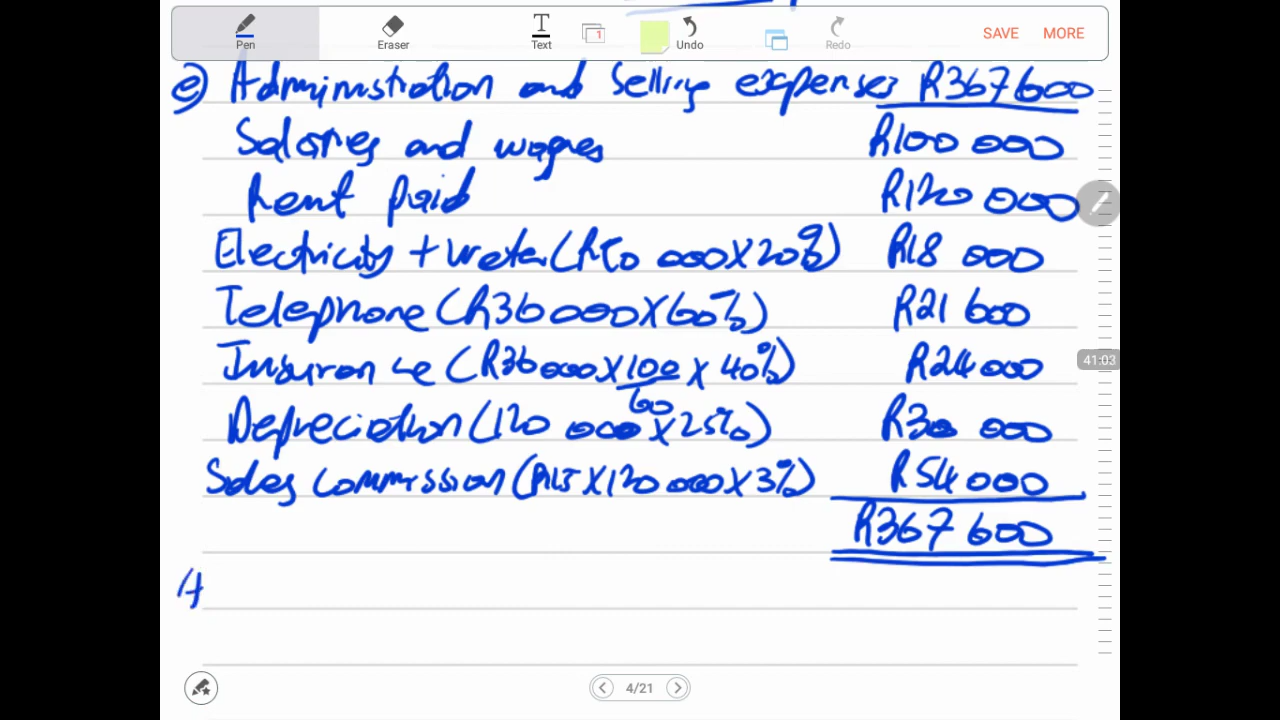 Pen Eraser Text 1 Undo Redo SAVE MORE
e) Administration and selling expenses R367 600
Salaries and wages R100 000
Rent paid R120 000
Electricity + Water ( 000 X 20%) R18 000
Telephone (R36 000 X 60%) R21 600
Insurance (R36 000 X 100/60 X 40%) R24 000
Depreciation (120 000 X 25%) R30 000
Sales commission (R15 X 120 000 X 3%) R54 000
R367 600
41:03
4/21